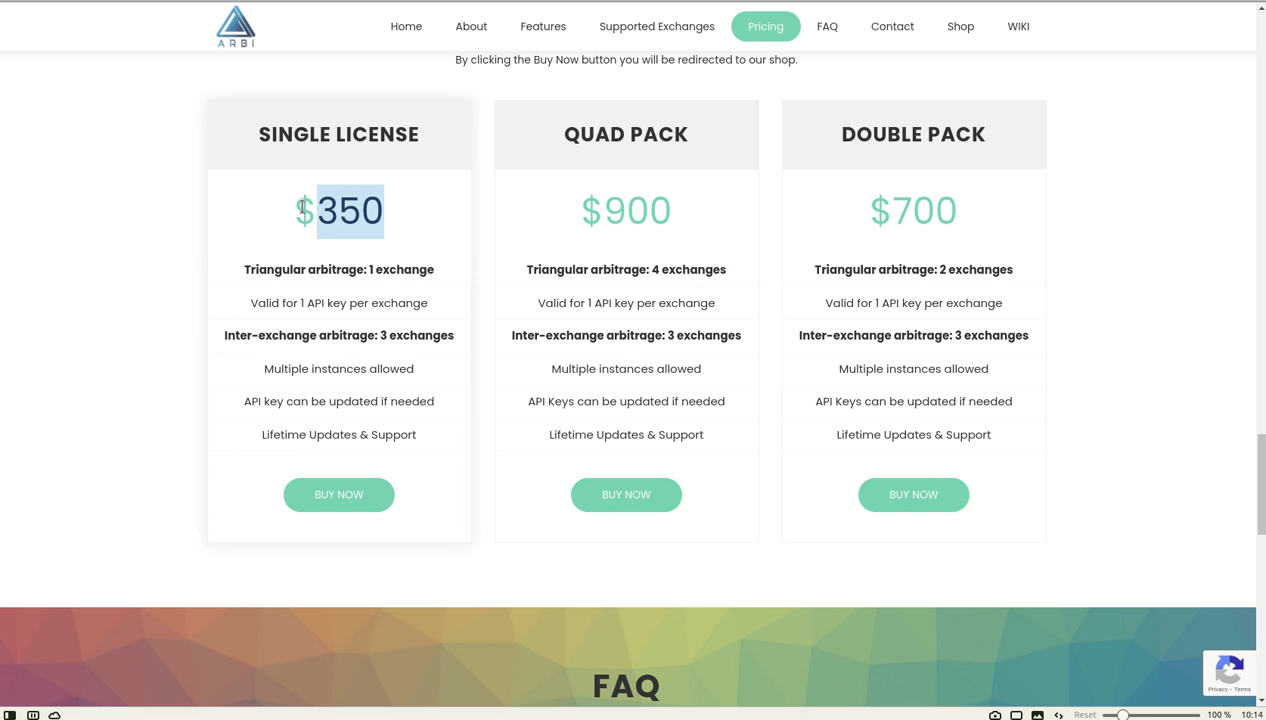 Home About Features Supported Exchanges Pricing FAQ Contact Shop WIKI
ARBI
By clicking the Buy Now button you will be redirected to our shop.
SINGLE LICENSE
$350
Triangular arbitrage: 1 exchange
Valid for 1 API key per exchange
Inter-exchange arbitrage: 3 exchanges
Multiple instances allowed
API key can be updated if needed
Lifetime Updates & Support
BUY NOW
QUAD PACK
$900
Triangular arbitrage: 4 exchanges
Valid for 1 API key per exchange
Inter-exchange arbitrage: 3 exchanges
Multiple instances allowed
API Keys can be updated if needed
Lifetime Updates & Support
BUY NOW
DOUBLE PACK
$700
Triangular arbitrage: 2 exchanges
Valid for 1 API key per exchange
Inter-exchange arbitrage: 3 exchanges
Multiple instances allowed
API Keys can be updated if needed
Lifetime Updates & Support
BUY NOW
FAQ
Privacy - Terms
Reset 100 % 10:14